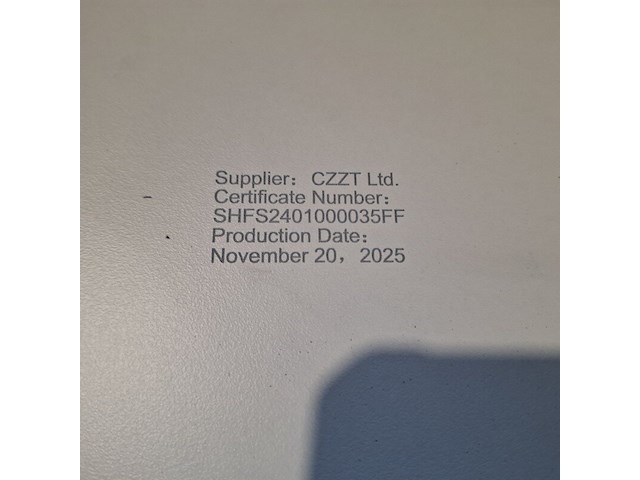 Supplier： CZZT Ltd.
Certificate Number：
SHFS2401000035FF
Production Date：
November 20，2025